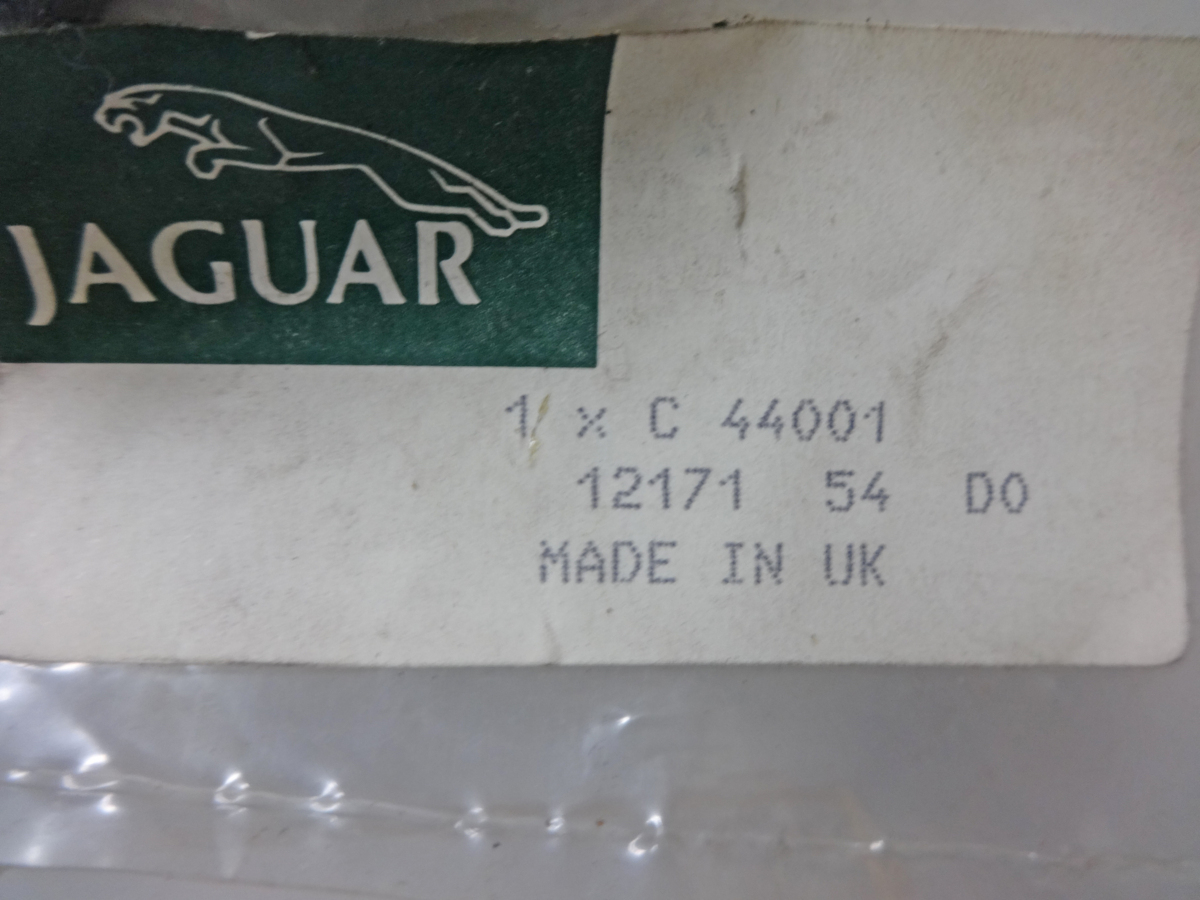 JAGUAR
1 x C 44001
12171 54 D0
MADE IN UK